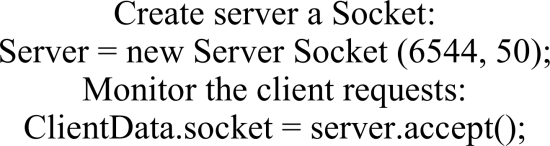 Create server a Socket:
Server = new Server Socket (6544, 50);
Monitor the client requests:
ClientData.socket = server.accept();